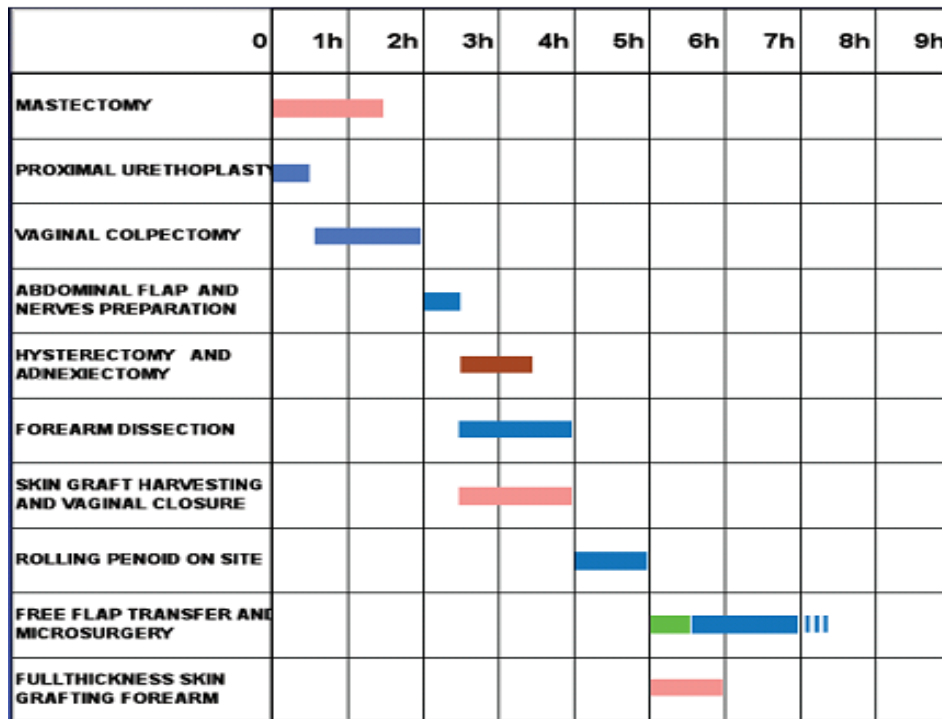 0 1h 2h 3h 4h 5h 6h 7h 8h 9h
MASTECTOMY
PROXIMAL URETHOPLASTY
VAGINAL COLPECTOMY
ABDOMINAL FLAP AND
NERVES PREPARATION
HYSTERECTOMY AND
ADNEXIECTOMY
FOREARM DISSECTION
SKIN GRAFT HARVESTING
AND VAGINAL CLOSURE
ROLLING PENOID ON SITE
FREE FLAP TRANSFER AND
MICROSURGERY
FULLTHICKNESS SKIN
GRAFTING FOREARM